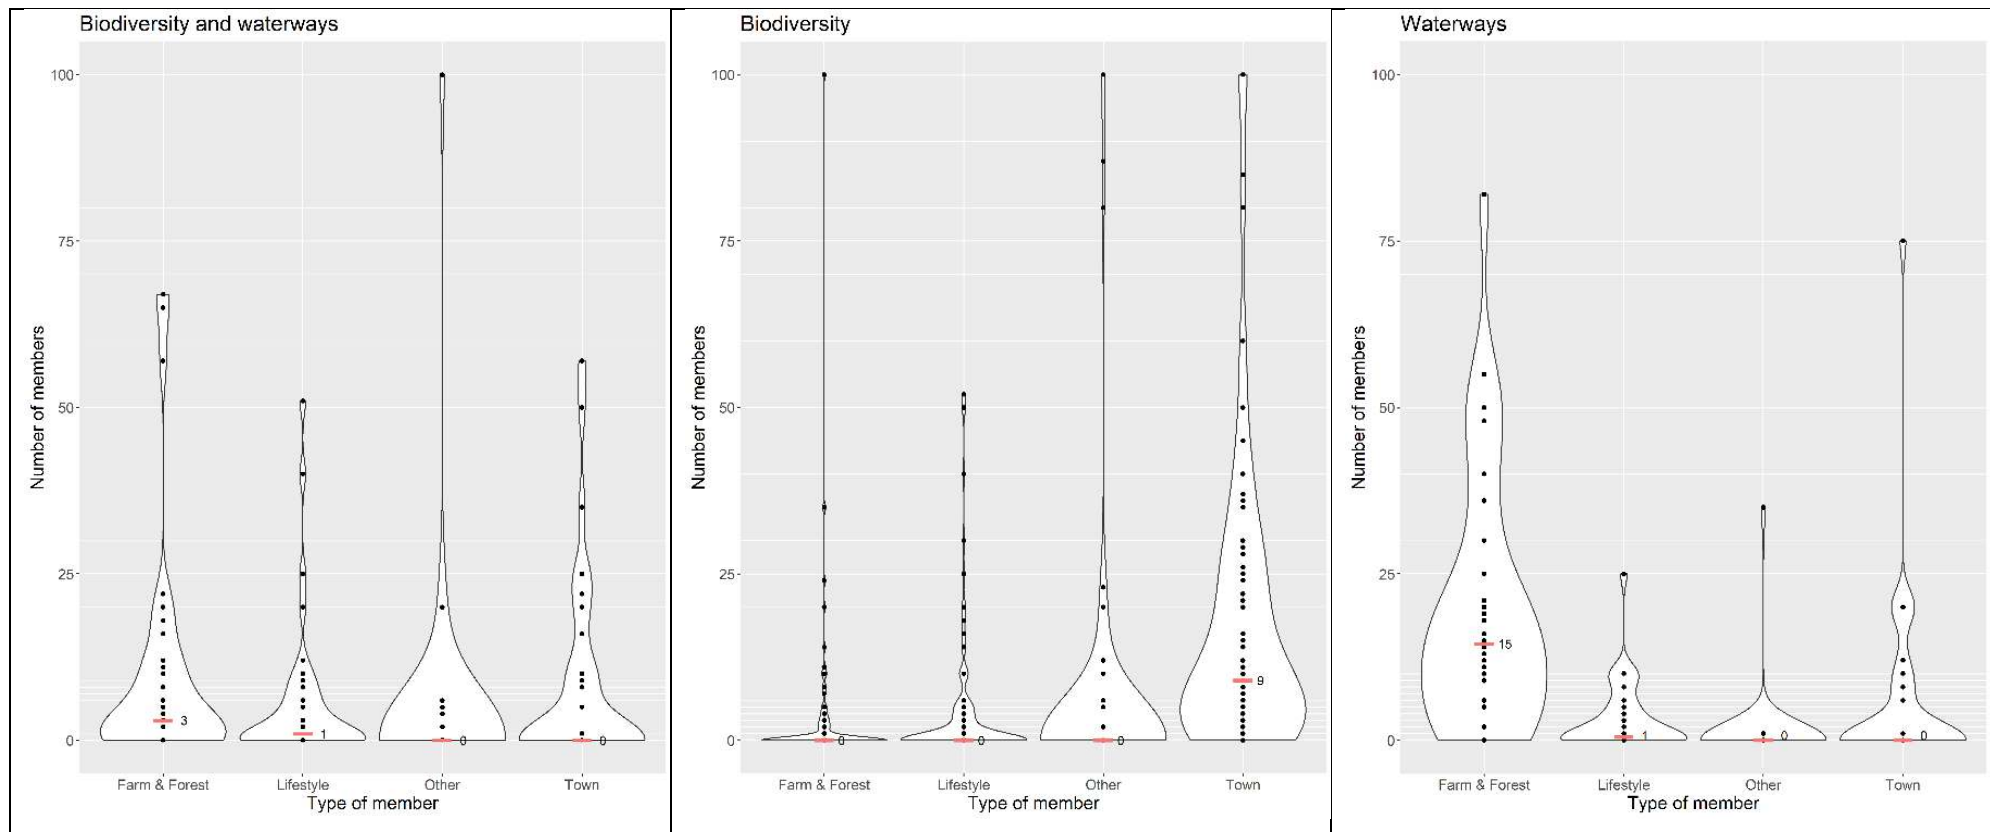 Biodiversity and waterways
Number of members
100
75
50
25
0
3
1
0
0
Farm & Forest
Lifestyle
Other
Town
Type of member
Biodiversity
Number of members
100
75
50
25
0
0
0
0
9
Farm & Forest
Lifestyle
Other
Town
Type of member
Waterways
Number of members
100
75
50
25
0
15
1
0
0
Farm & Forest
Lifestyle
Other
Town
Type of member